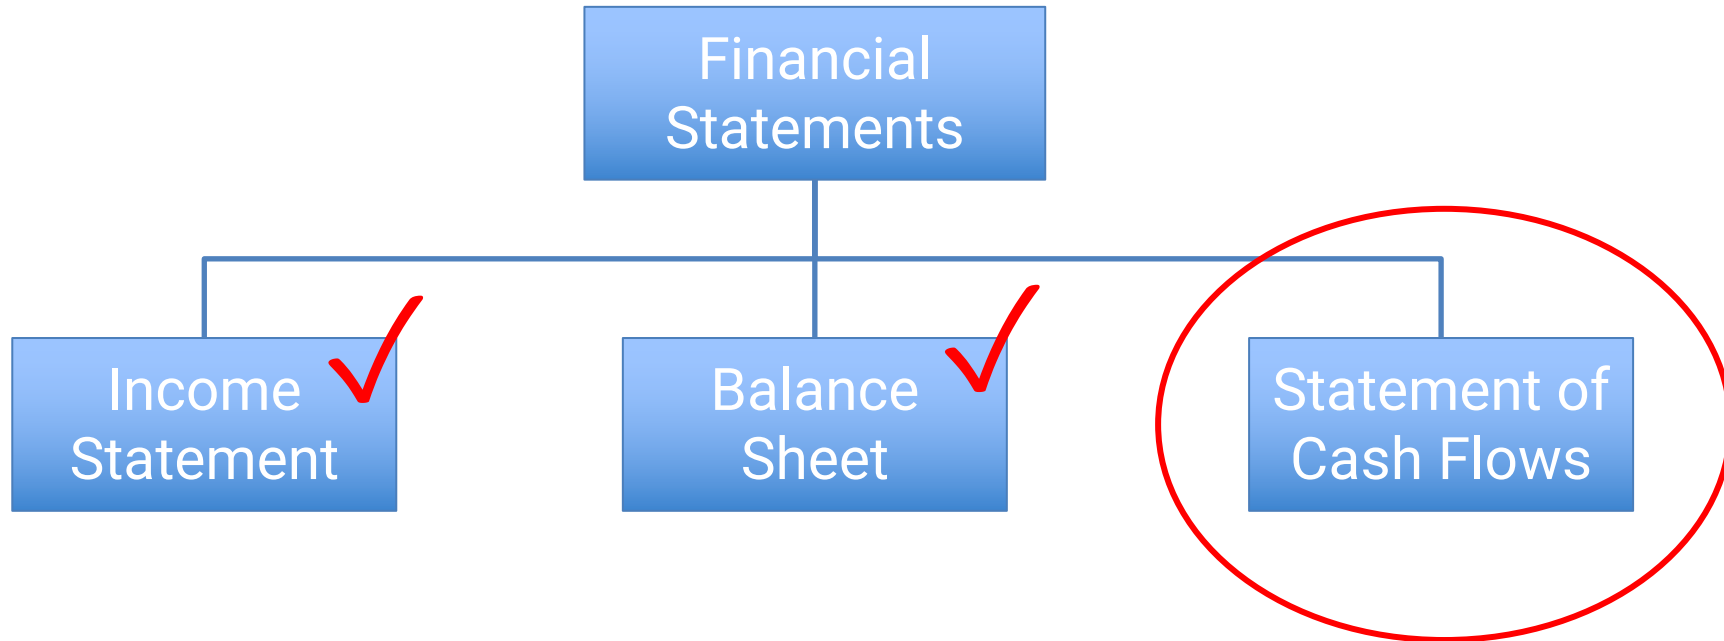 Financial
Statements
Income
Statement
Balance
Sheet
Statement of
Cash Flows